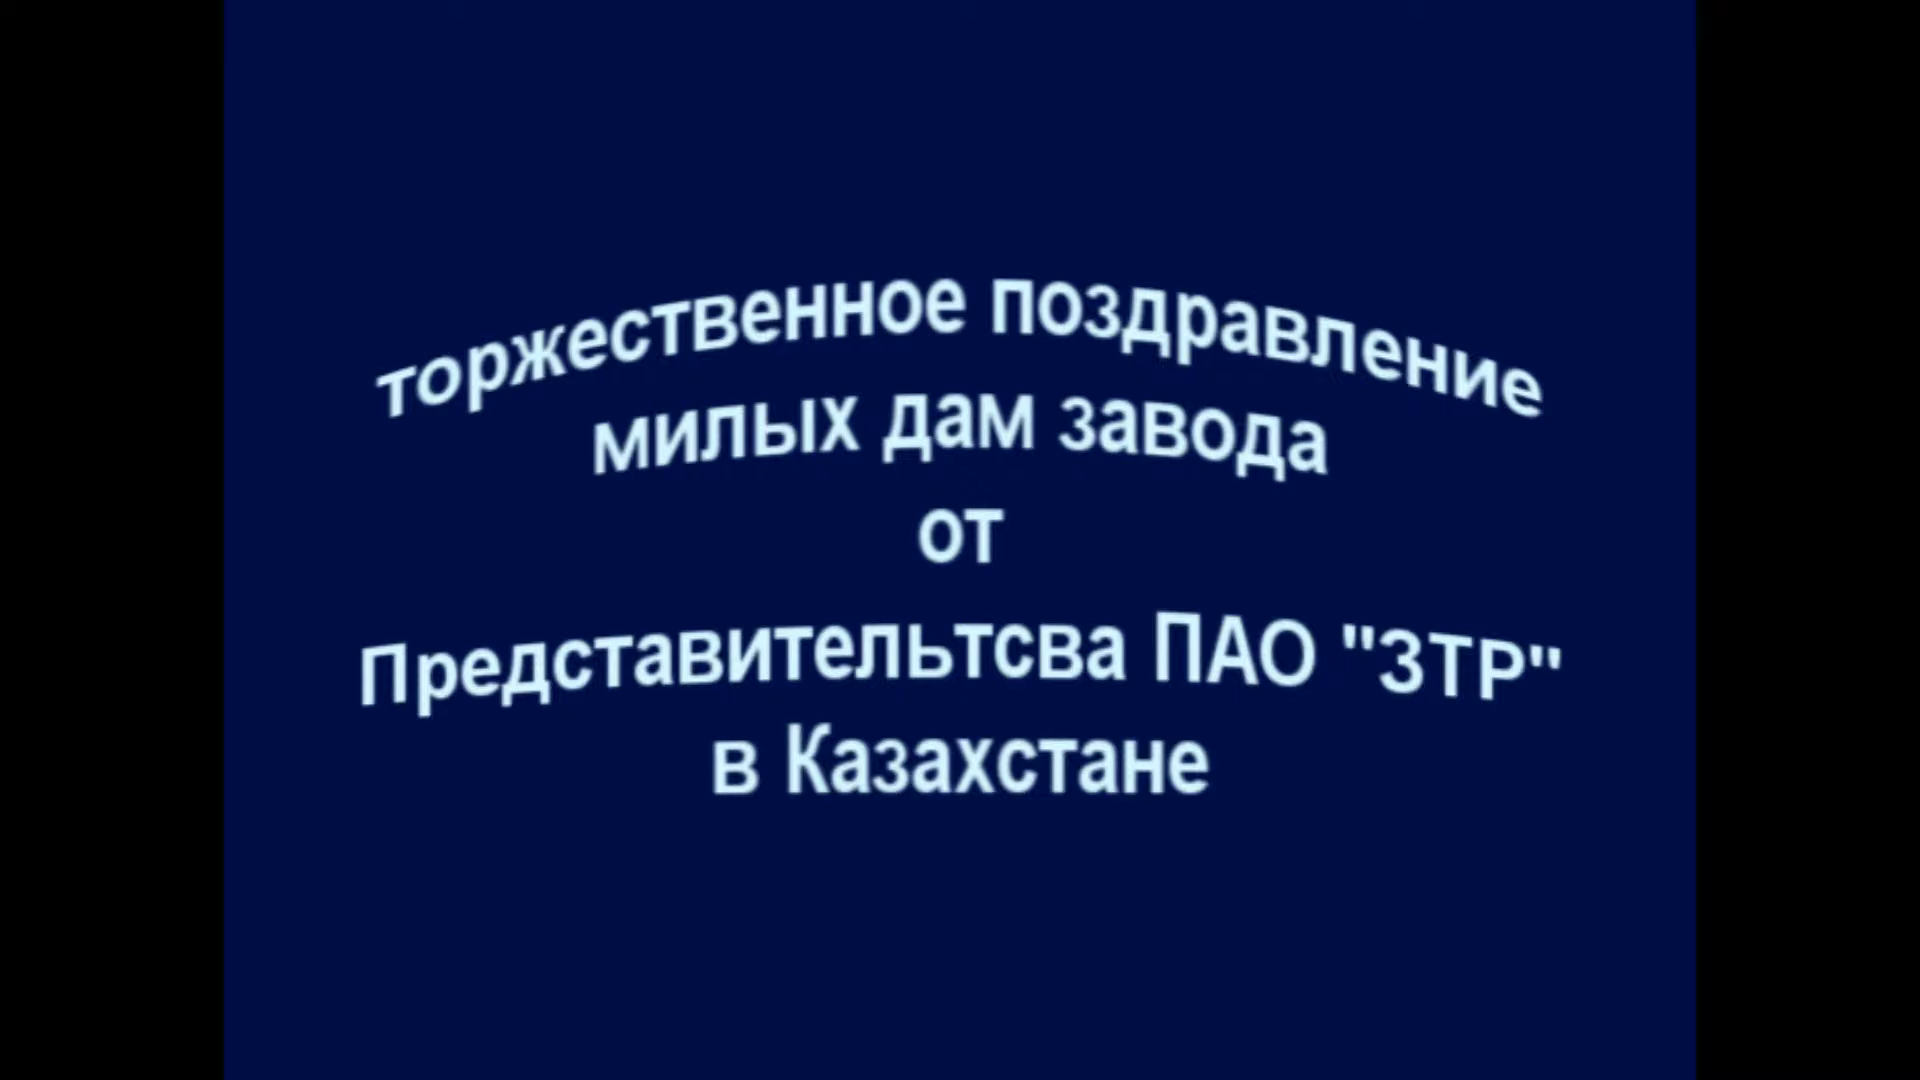 торжественное поздравление
милых дам завода
от
Представительтсва ПАО "ЗТР"
в Казахстане